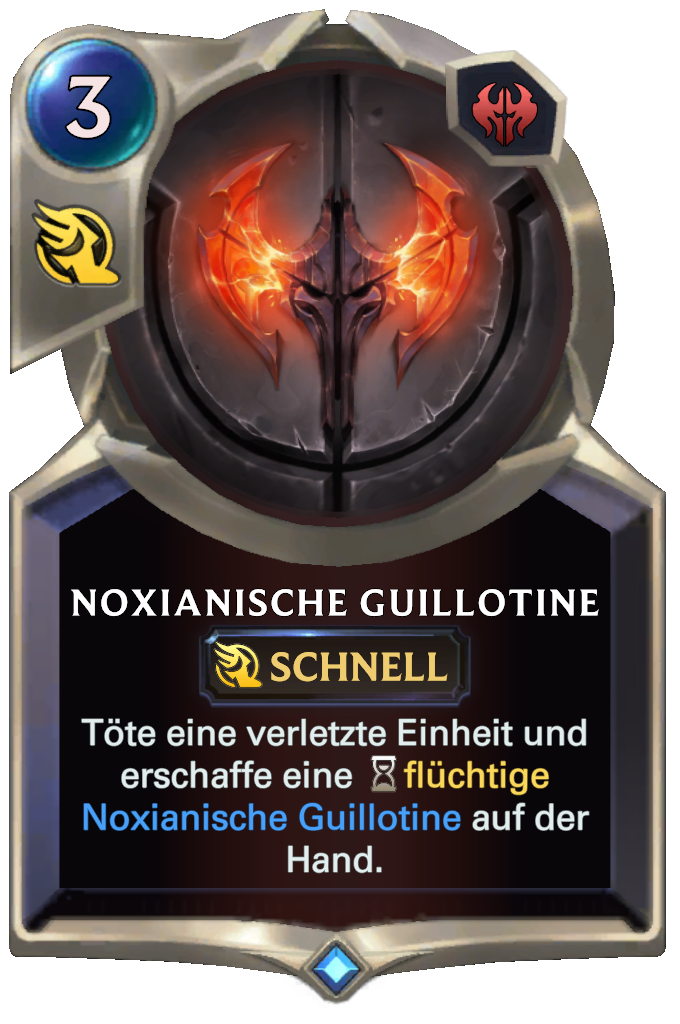 3
NOXIANISCHE GUILLOTINE
SCHNELL
Töte eine verletzte Einheit und
erschaffe eine flüchtige
Noxianische Guillotine auf der
Hand.